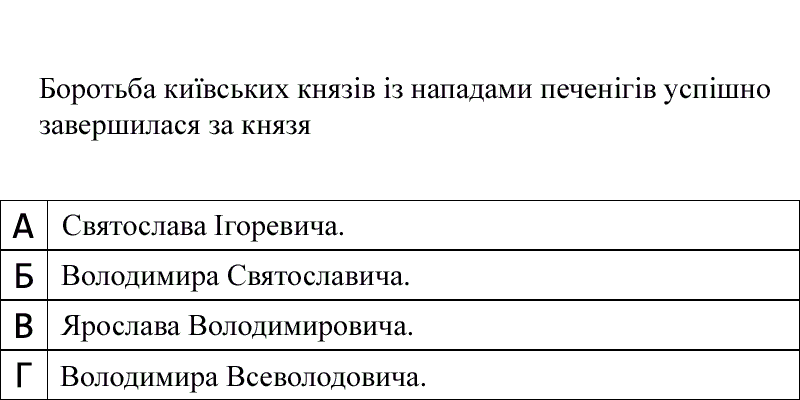 Боротьба київських князів із нападами печенігів успішно
завершилася за князя
А Святослава Ігоревича.
Б Володимира Святославича.
В Ярослава Володимировича.
Г Володимира Всеволодовича.